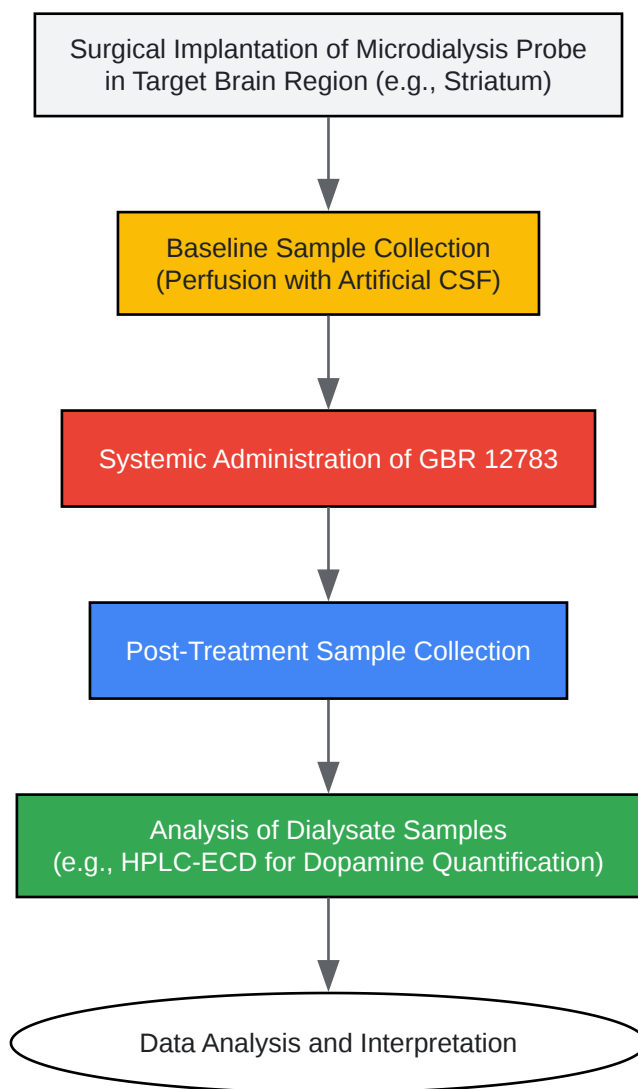 Surgical Implantation of Microdialysis Probe
in Target Brain Region (e.g., Striatum)
Baseline Sample Collection
(Perfusion with Artificial CSF)
Systemic Administration of GBR 12783
Post-Treatment Sample Collection
Analysis of Dialysate Samples
(e.g., HPLC-ECD for Dopamine Quantification)
Data Analysis and Interpretation